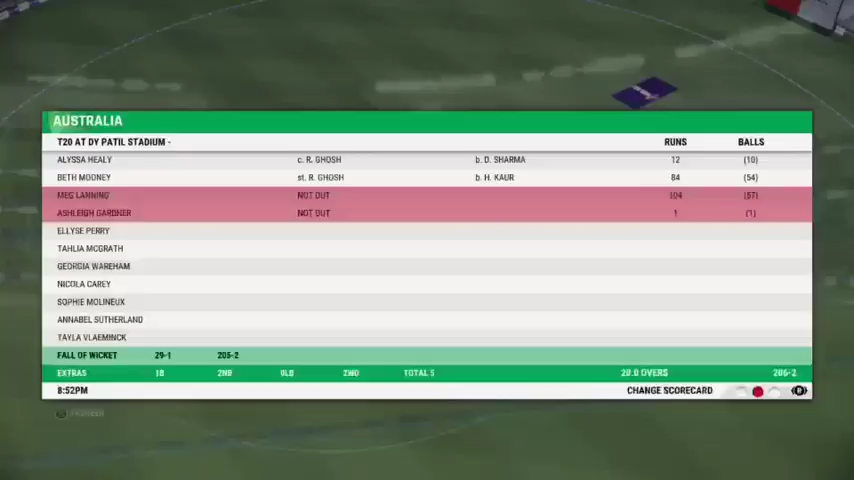 AUSTRALIA
T20 AT DY PATIL STADIUM - RUNS BALLS
ALYSSA HEALY c. R. GHOSH b. D. SHARMA 12 (10)
BETH MOONEY st. R. GHOSH b. H. KAUR 84 (54)
MEG LANNING NOT OUT 104 (57)
ASHLEIGH GARDNER NOT OUT 1 (1)
ELLYSE PERRY
TAHLIA MCGRATH
GEORGIA WAREHAM
NICOLA CAREY
SOPHIE MOLINEUX
ANNABEL SUTHERLAND
TAYLA VLAEMINCK
FALL OF WICKET 29-1 205-2
EXTRAS 1B 2NB 0LB 2WD TOTAL 5 20.0 OVERS 206-2
8:52PM CHANGE SCORECARD R